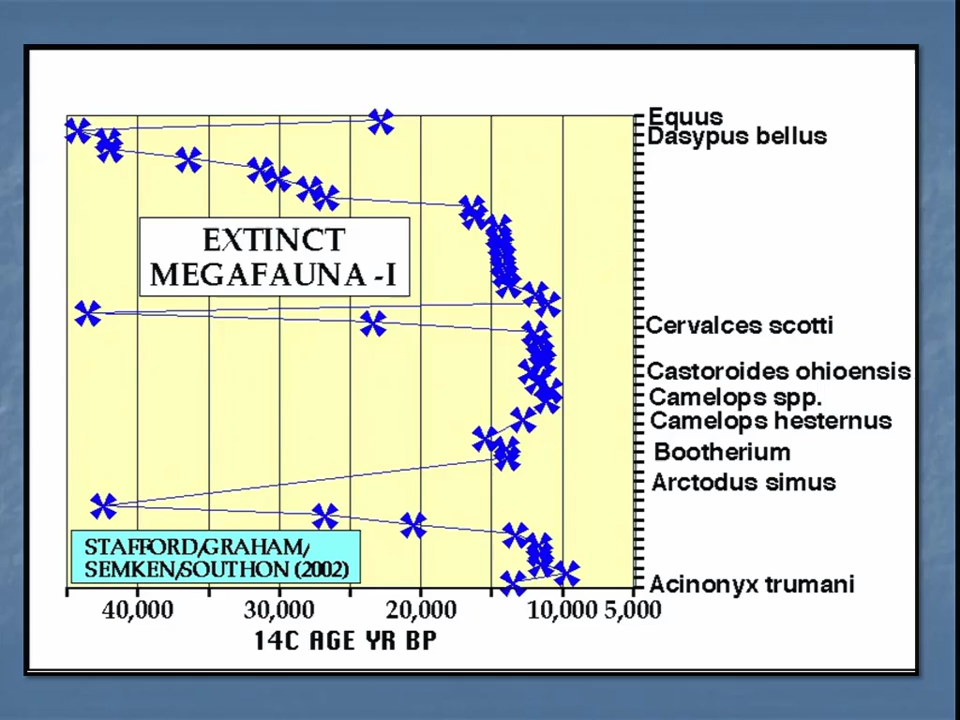 Equus
Dasypus bellus
EXTINCT
MEGAFAUNA -I
Cervalces scotti
Castoroides ohioensis
Camelops spp.
Camelops hesternus
Bootherium
Arctodus simus
STAFFORD/GRAHAM/
SEMKEN/SOUTHON (2002)
Acinonyx trumani
40,000 30,000 20,000 10,000 5,000
14C AGE YR BP